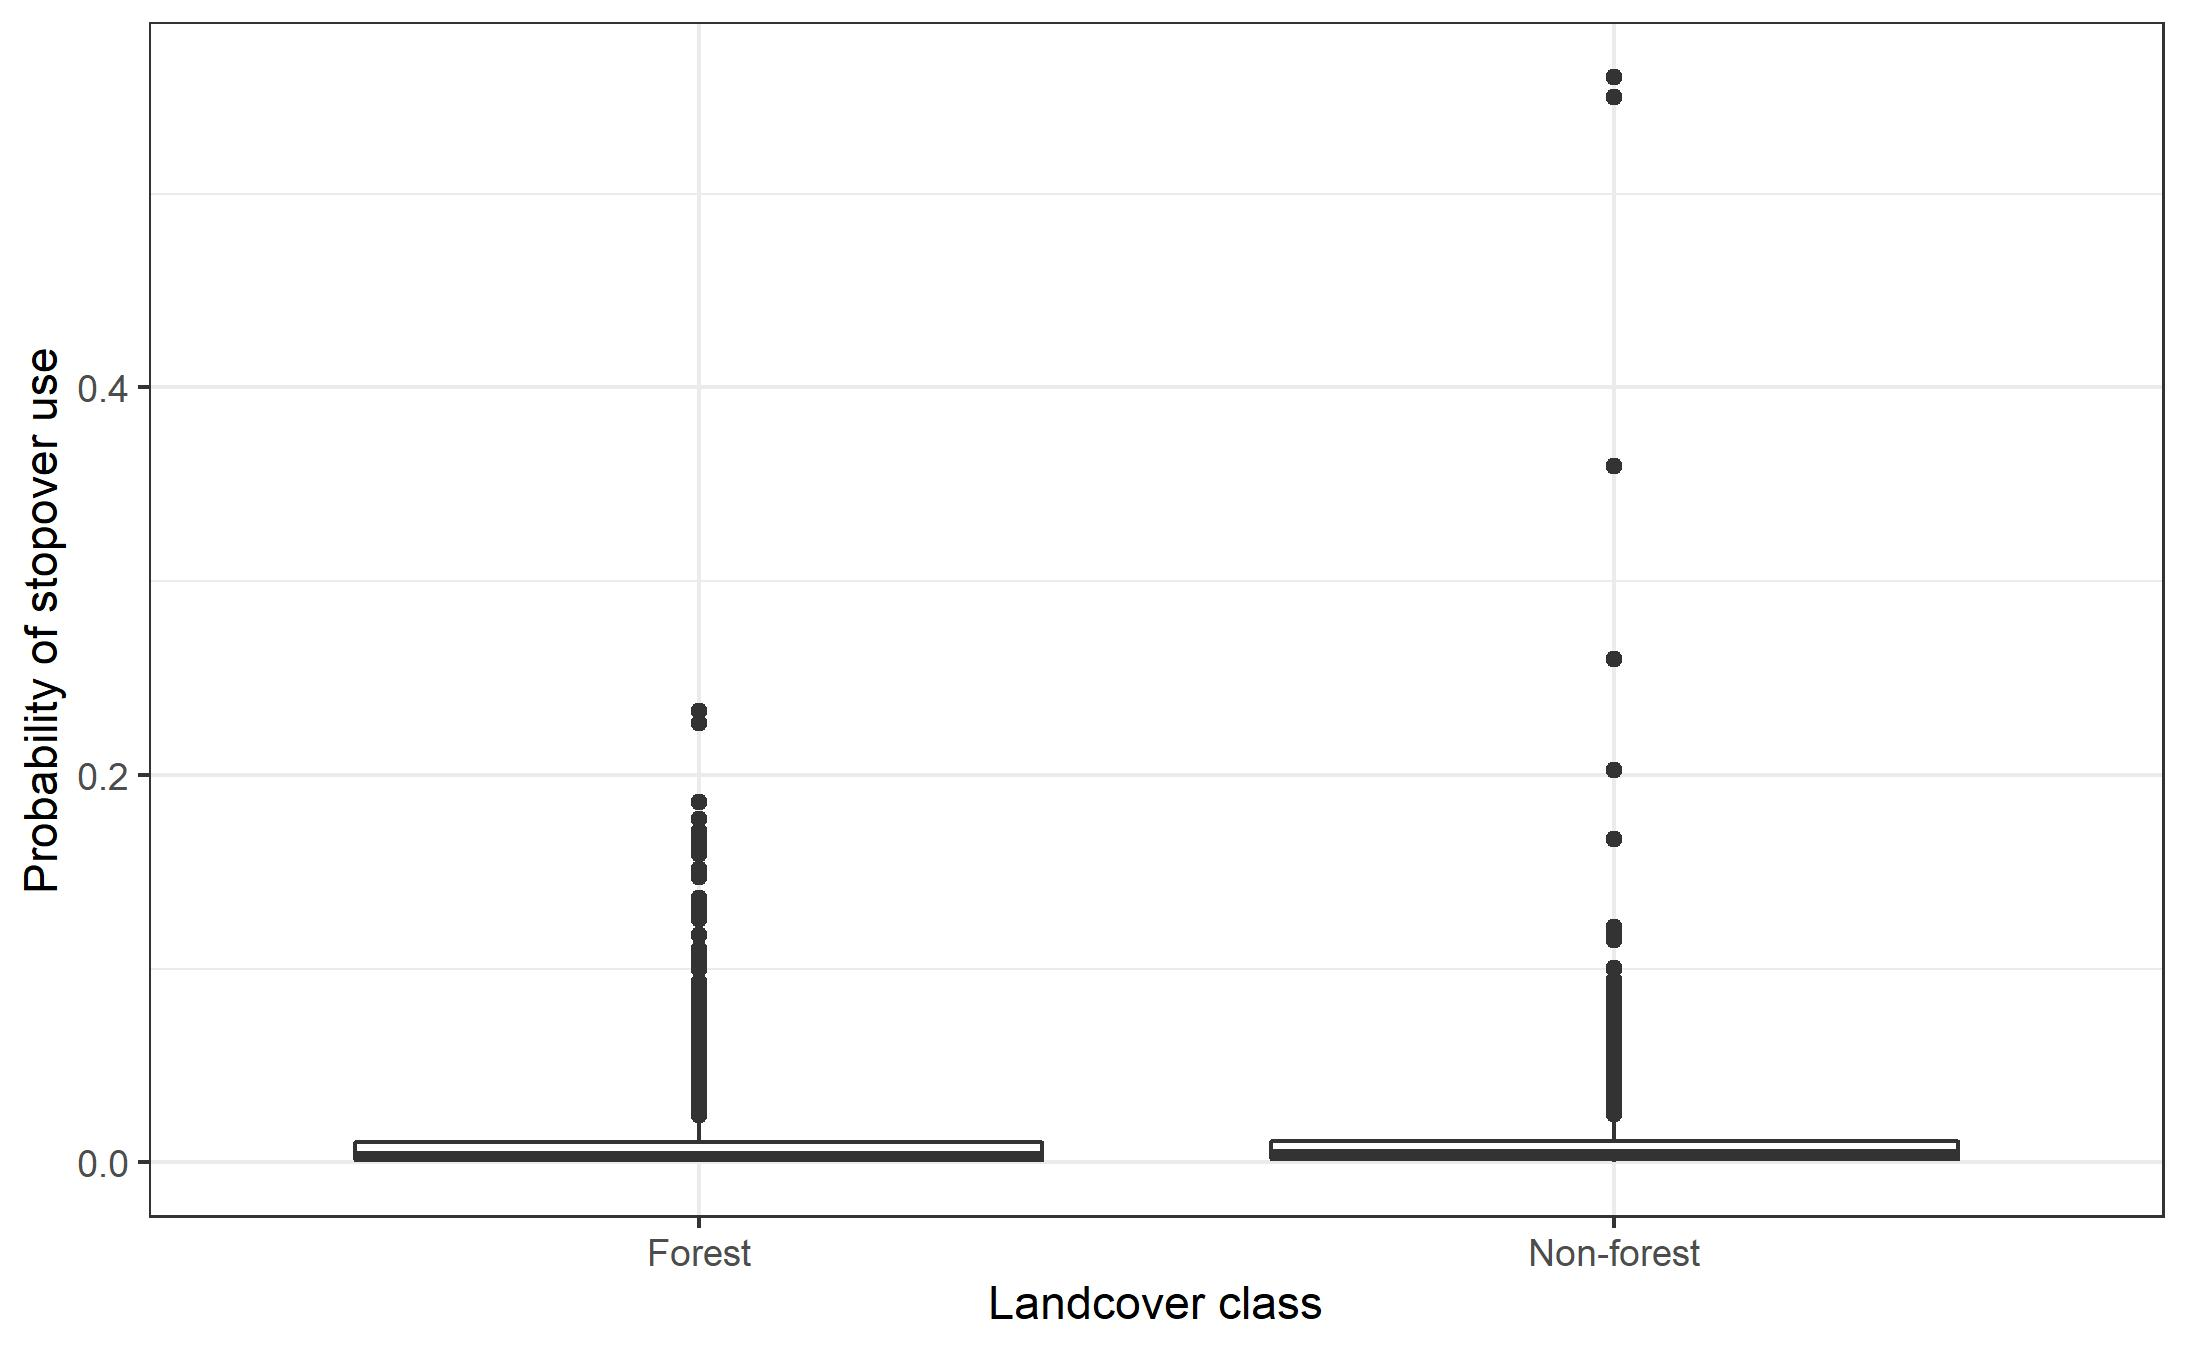 Probability of stopover use
0.4
0.2
0.0
Forest
Non-forest
Landcover class